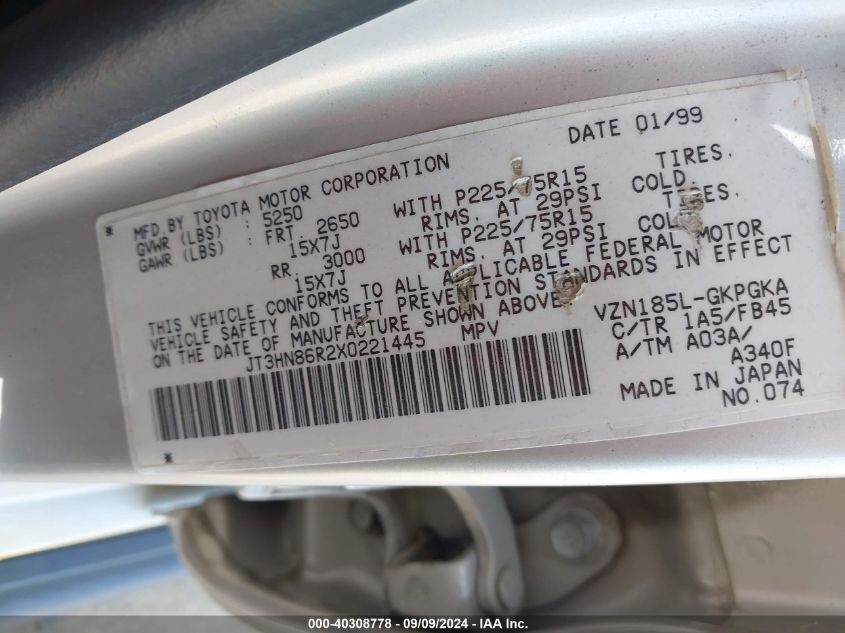 DATE 01/99
MFD. BY TOYOTA MOTOR CORPORATION
GVWR (LBS) : 5250
GAWR (LBS) : FRT 2650 WITH P225/75R15 TIRES.
15X7J RIMS. AT 29PSI COLD.
RR. 3000 WITH P225/75R15 TIRES.
15X7J RIMS. AT 29PSI COLD.
THIS VEHICLE CONFORMS TO ALL APPLICABLE FEDERAL MOTOR
VEHICLE SAFETY AND THEFT PREVENTION STANDARDS IN EFFECT
ON THE DATE OF MANUFACTURE SHOWN ABOVE.
JT3HN86R2X0221445 MPV
VZN185L-GKPGKA
C/TR 1A5/FB45
A/TM A03A/
A340F
MADE IN JAPAN
NO.074
000-40308778 - 09/09/2024 - IAA Inc.